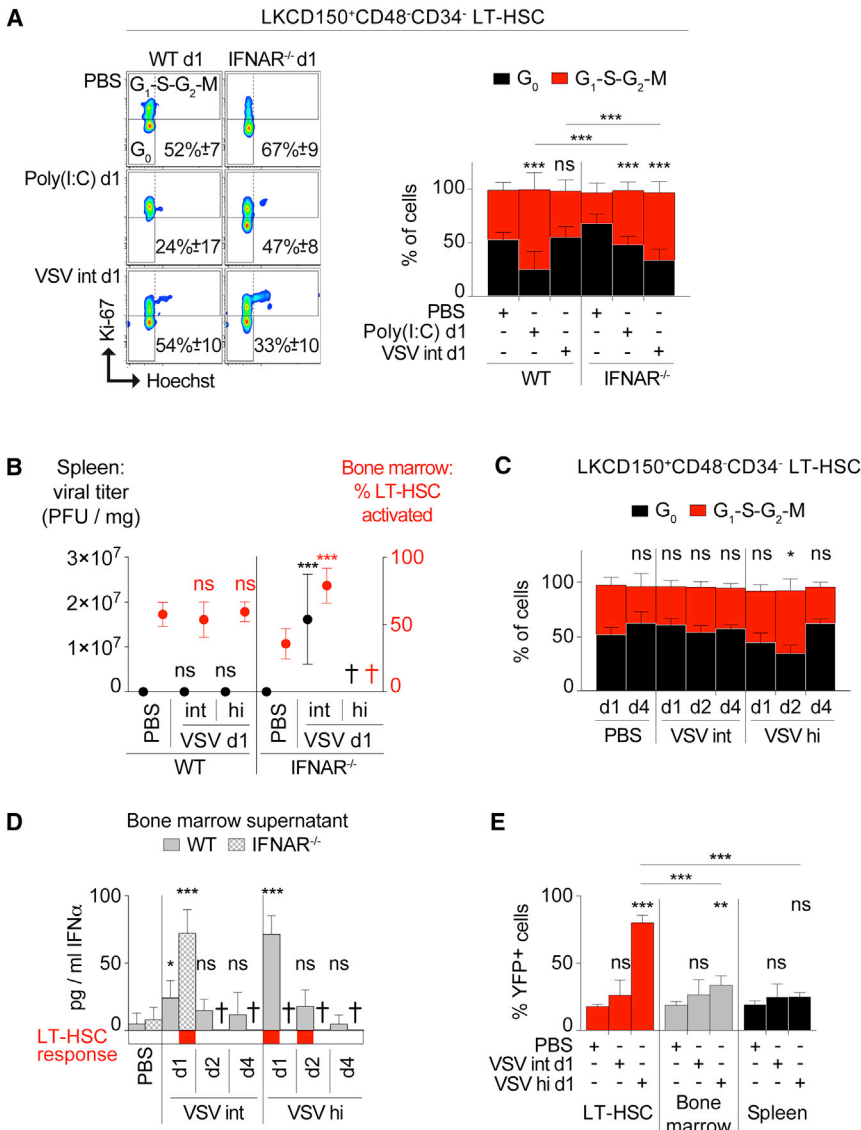 A
LKCD150⁺CD48⁻CD34⁻ LT-HSC
WT d1 IFNAR⁻/⁻ d1
PBS
G₁-S-G₂-M
G₀ 52%±7 67%±9
Poly(I:C) d1
24%±17 47%±8
VSV int d1
54%±10 33%±10
Ki-67
Hoechst
G₀ G₁-S-G₂-M
***
***
*** ns *** ***
% of cells
100
50
0
PBS + - - + - -
Poly(I:C) d1 - + - - + -
VSV int d1 - - + - - +
WT IFNAR⁻/⁻
B
Spleen:
viral titer
(PFU / mg)
Bone marrow:
% LT-HSC
activated
3×10⁷
2×10⁷
1×10⁷
0
100
50
0
ns ns *** ***
ns ns † †
PBS int hi PBS int hi
VSV d1 VSV d1
WT IFNAR⁻/⁻
C
LKCD150⁺CD48⁻CD34⁻ LT-HSC
G₀ G₁-S-G₂-M
ns ns ns ns ns * ns
% of cells
100
50
0
d1 d4 d1 d2 d4 d1 d2 d4
PBS VSV int VSV hi
D
Bone marrow supernatant
WT IFNAR⁻/⁻
pg / ml IFNα
100
50
0
* *** ns † ns † *** † ns † ns †
LT-HSC
response
PBS d1 d2 d4 d1 d2 d4
VSV int VSV hi
E
***
***
ns *** ns ** ns ns
% YFP⁺ cells
100
50
0
PBS + - - + - - + - -
VSV int d1 - + - - + - - + -
VSV hi d1 - - + - - + - - +
LT-HSC Bone Spleen
marrow